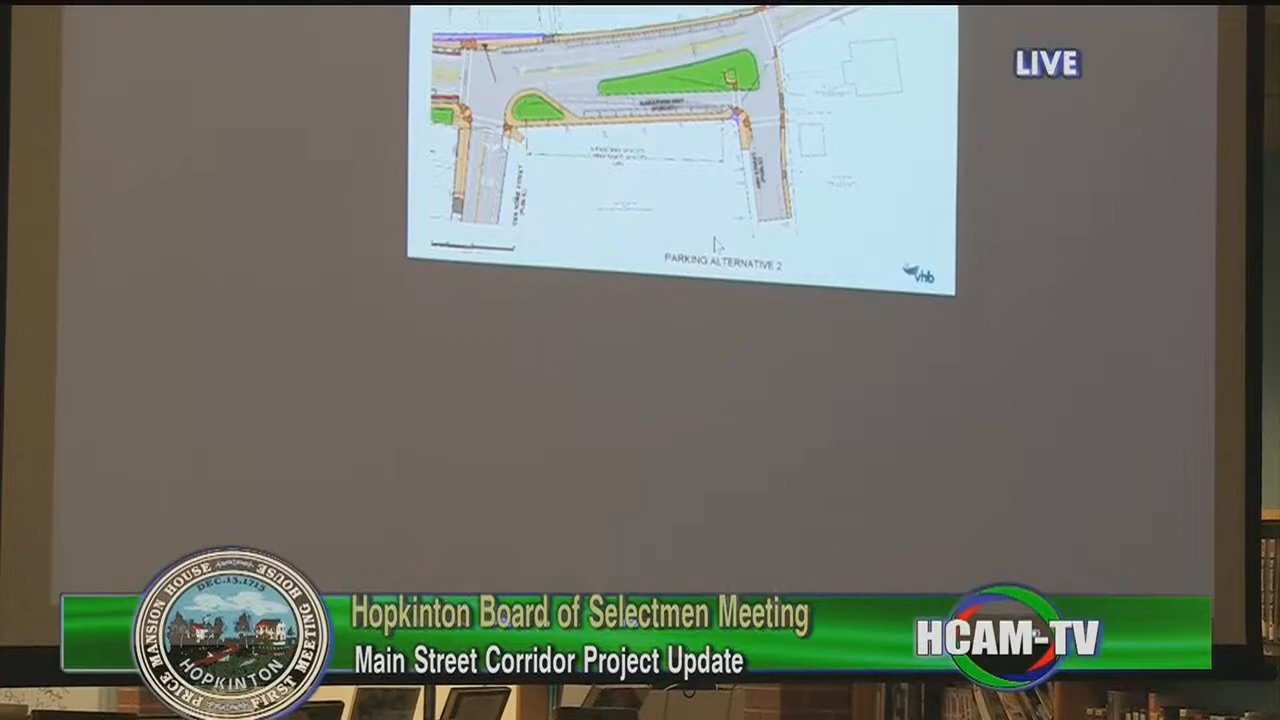 LIVE
PARKING ALTERNATIVE 2
vhb
Hopkinton Board of Selectmen Meeting
Main Street Corridor Project Update
HCAM-TV
PRICE MANSION HOUSE
FIRST MEETING HOUSE
DEC.13,1715
HOPKINTON